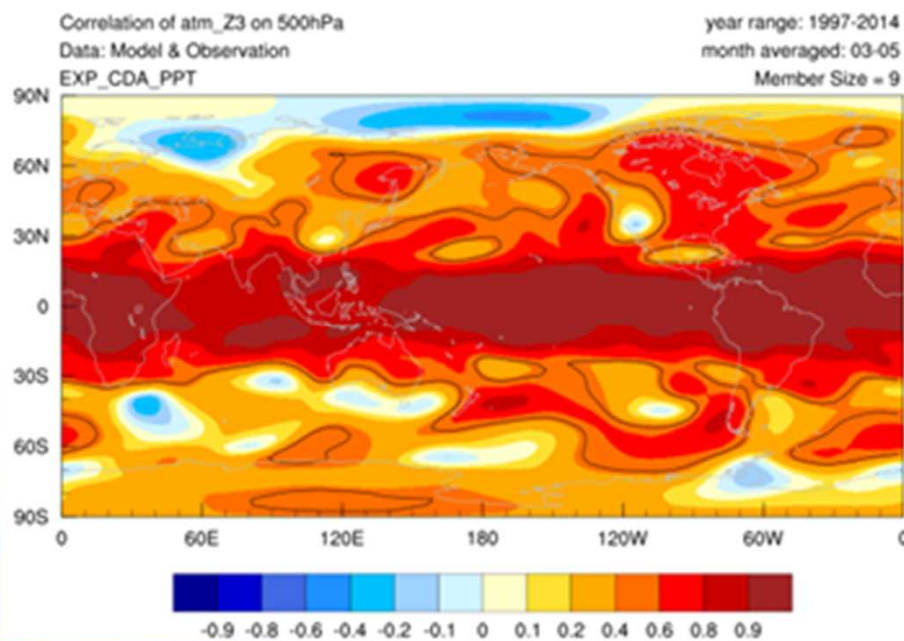 Correlation of atm_Z3 on 500hPa year range: 1997-2014
Data: Model & Observation month averaged: 03-05
EXP_CDA_PPT Member Size = 9
90N
60N
30N
0
30S
60S
90S
0 60E 120E 180 120W 60W 0
-0.9 -0.8 -0.6 -0.4 -0.2 -0.1 0 0.1 0.2 0.4 0.6 0.8 0.9